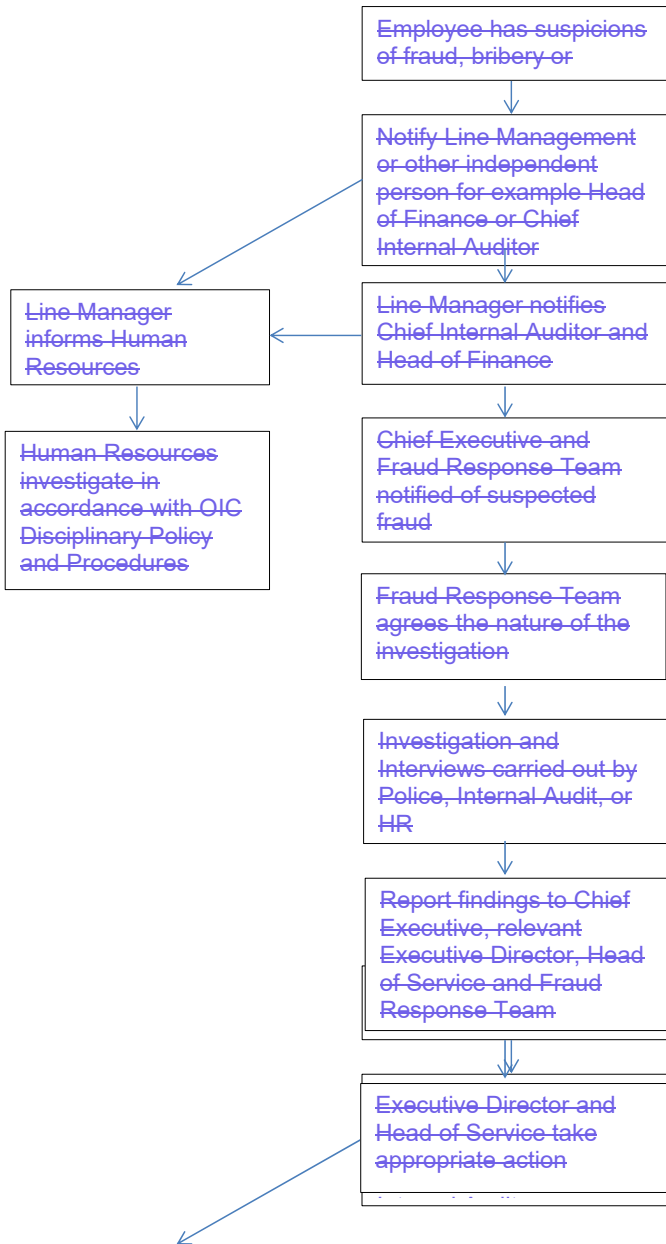 Employee has suspicions
of fraud, bribery or
Notify Line Management
or other independent
person for example Head
of Finance or Chief
Internal Auditor
Line Manager
informs Human
Resources
Line Manager notifies
Chief Internal Auditor and
Head of Finance
Human Resources
investigate in
accordance with OIC
Disciplinary Policy
and Procedures
Chief Executive and
Fraud Response Team
notified of suspected
fraud
Fraud Response Team
agrees the nature of the
investigation
Investigation and
Interviews carried out by
Police, Internal Audit, or
HR
Report findings to Chief
Executive, relevant
Executive Director, Head
of Service and Fraud
Response Team
Executive Director and
Head of Service take
appropriate action